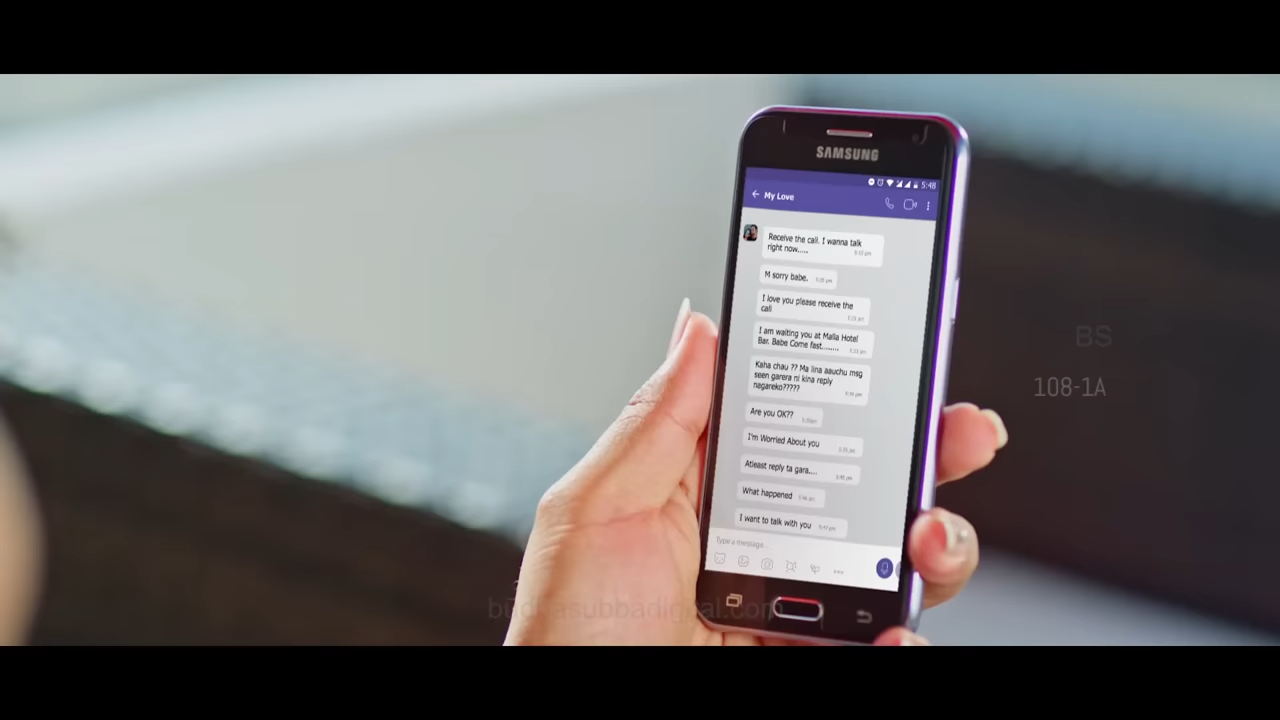 SAMSUNG
5:48
My Love
Receive the call. I wanna talk
right now.....
M sorry babe.
I love you please receive the
call
I am waiting you at Malla Hotel
Bar. Babe Come fast........
Kaha chau ?? Ma lina aauchu msg
seen garera ni kina reply
nagareko?????
Are you OK??
I'm Worried About you
Atleast reply ta gara....
What happened
I want to talk with you
Type a message...
BS
108-1A
budhasubbadigital.com